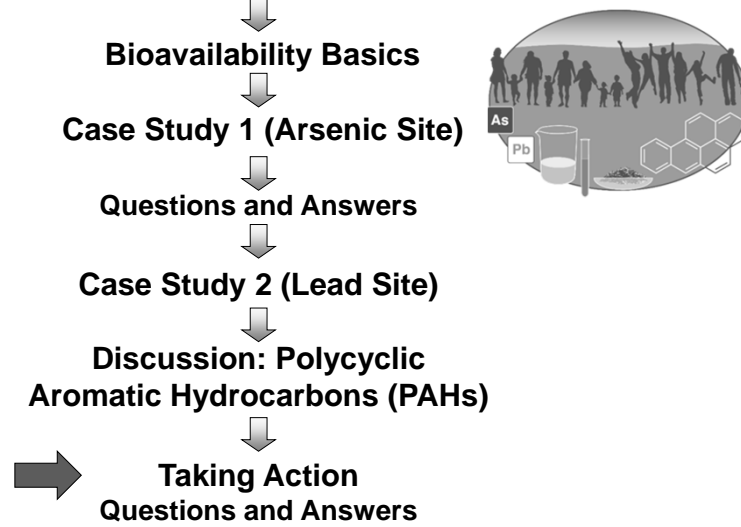 Bioavailability Basics
Case Study 1 (Arsenic Site)
Questions and Answers
Case Study 2 (Lead Site)
Discussion: Polycyclic
Aromatic Hydrocarbons (PAHs)
Taking Action
Questions and Answers
As
Pb